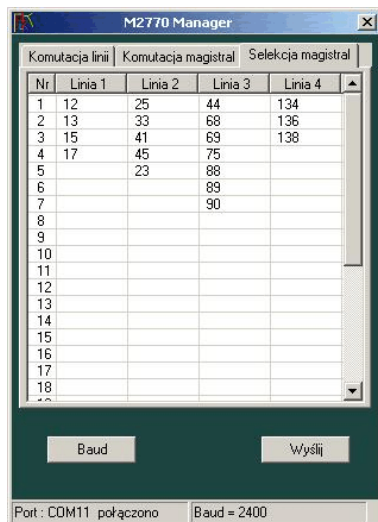 M2770 Manager
Komutacja linii Komutacja magistral Selekcja magistral
Nr Linia 1 Linia 2 Linia 3 Linia 4
1 12 25 44 134
2 13 33 68 136
3 15 41 69 138
4 17 45 75
5 23 88
6 89
7 90
8
9
10
11
12
13
14
15
16
17
18
Baud Wyślij
Port : COM11 połączono Baud = 2400